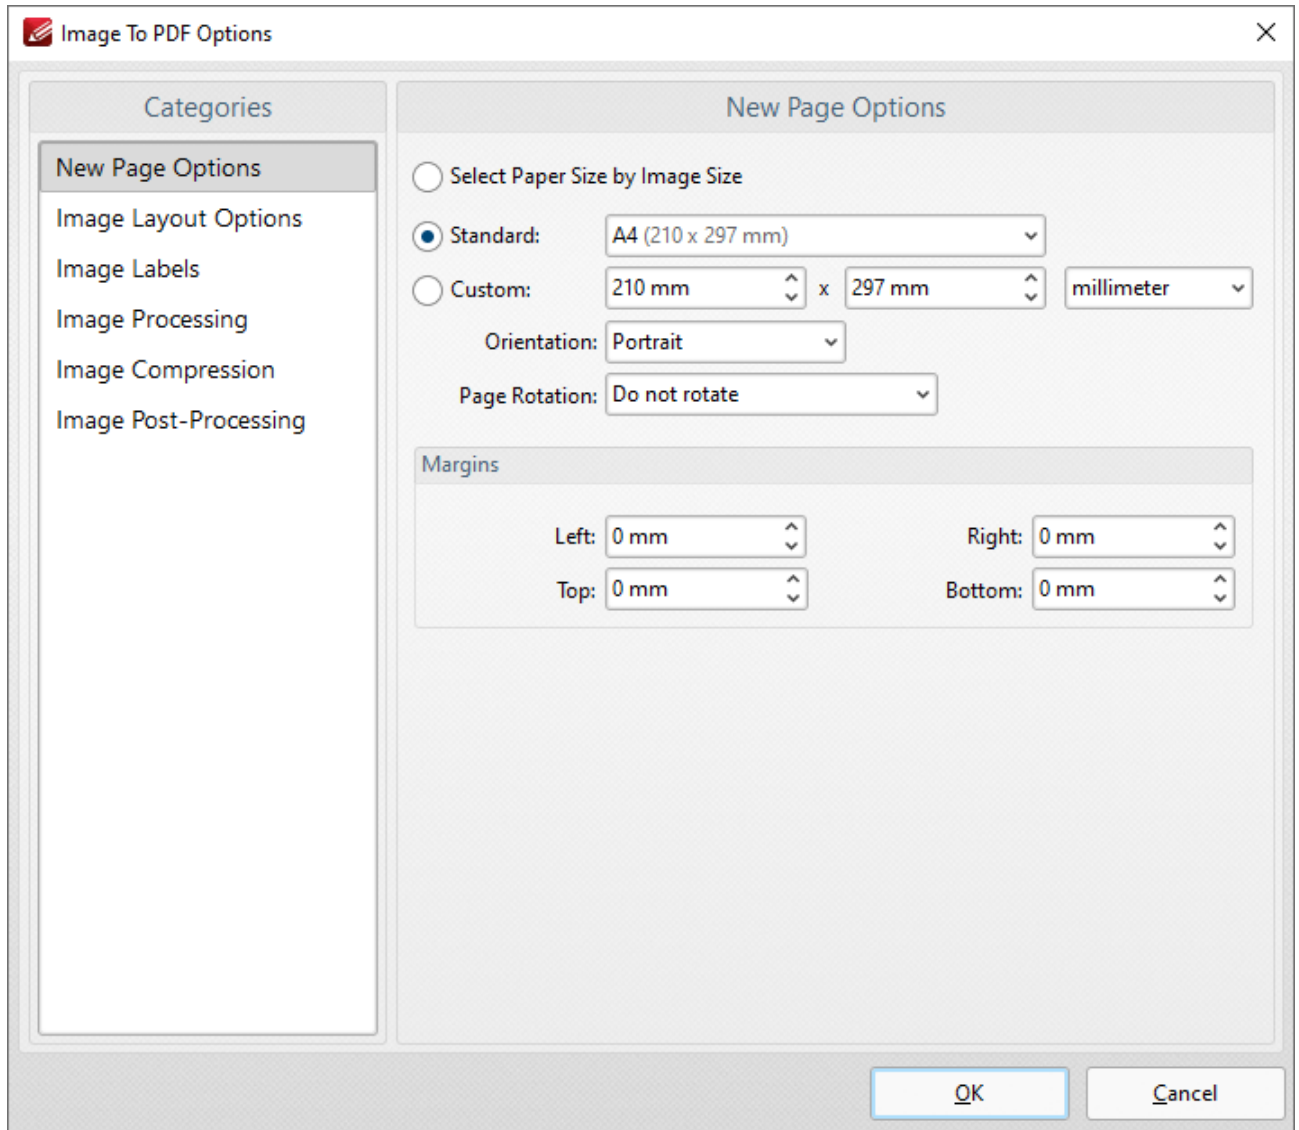 Image To PDF Options
Categories
New Page Options
Image Layout Options
Image Labels
Image Processing
Image Compression
Image Post-Processing
New Page Options
Select Paper Size by Image Size
Standard: A4 (210 x 297 mm)
Custom: 210 mm x 297 mm millimeter
Orientation: Portrait
Page Rotation: Do not rotate
Margins
Left: 0 mm Right: 0 mm
Top: 0 mm Bottom: 0 mm
OK Cancel